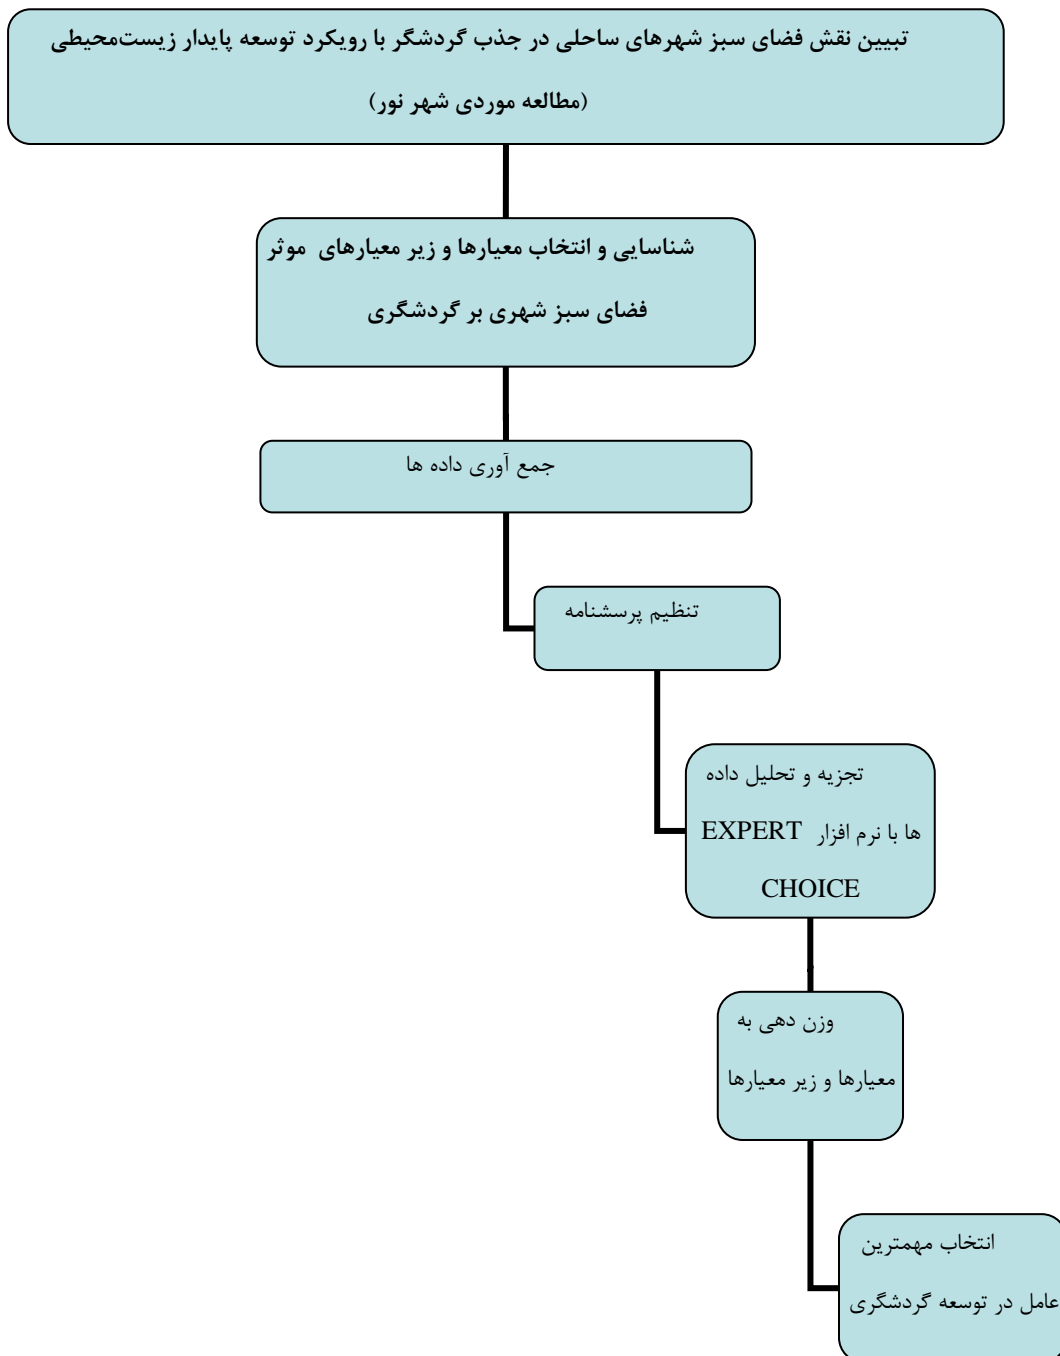 تبیین نقش فضای سبز شهرهای ساحلی در جذب گردشگر با رویکرد توسعه پایدار زیست‌محیطی
(مطالعه موردی شهر نور)
شناسایی و انتخاب معیارها و زیر معیارهای موثر
فضای سبز شهری بر گردشگری
جمع آوری داده ها
تنظیم پرسشنامه
تجزیه و تحلیل داده
ها با نرم افزار EXPERT
CHOICE
وزن دهی به
معیارها و زیر معیارها
انتخاب مهمترین
عامل در توسعه گردشگری